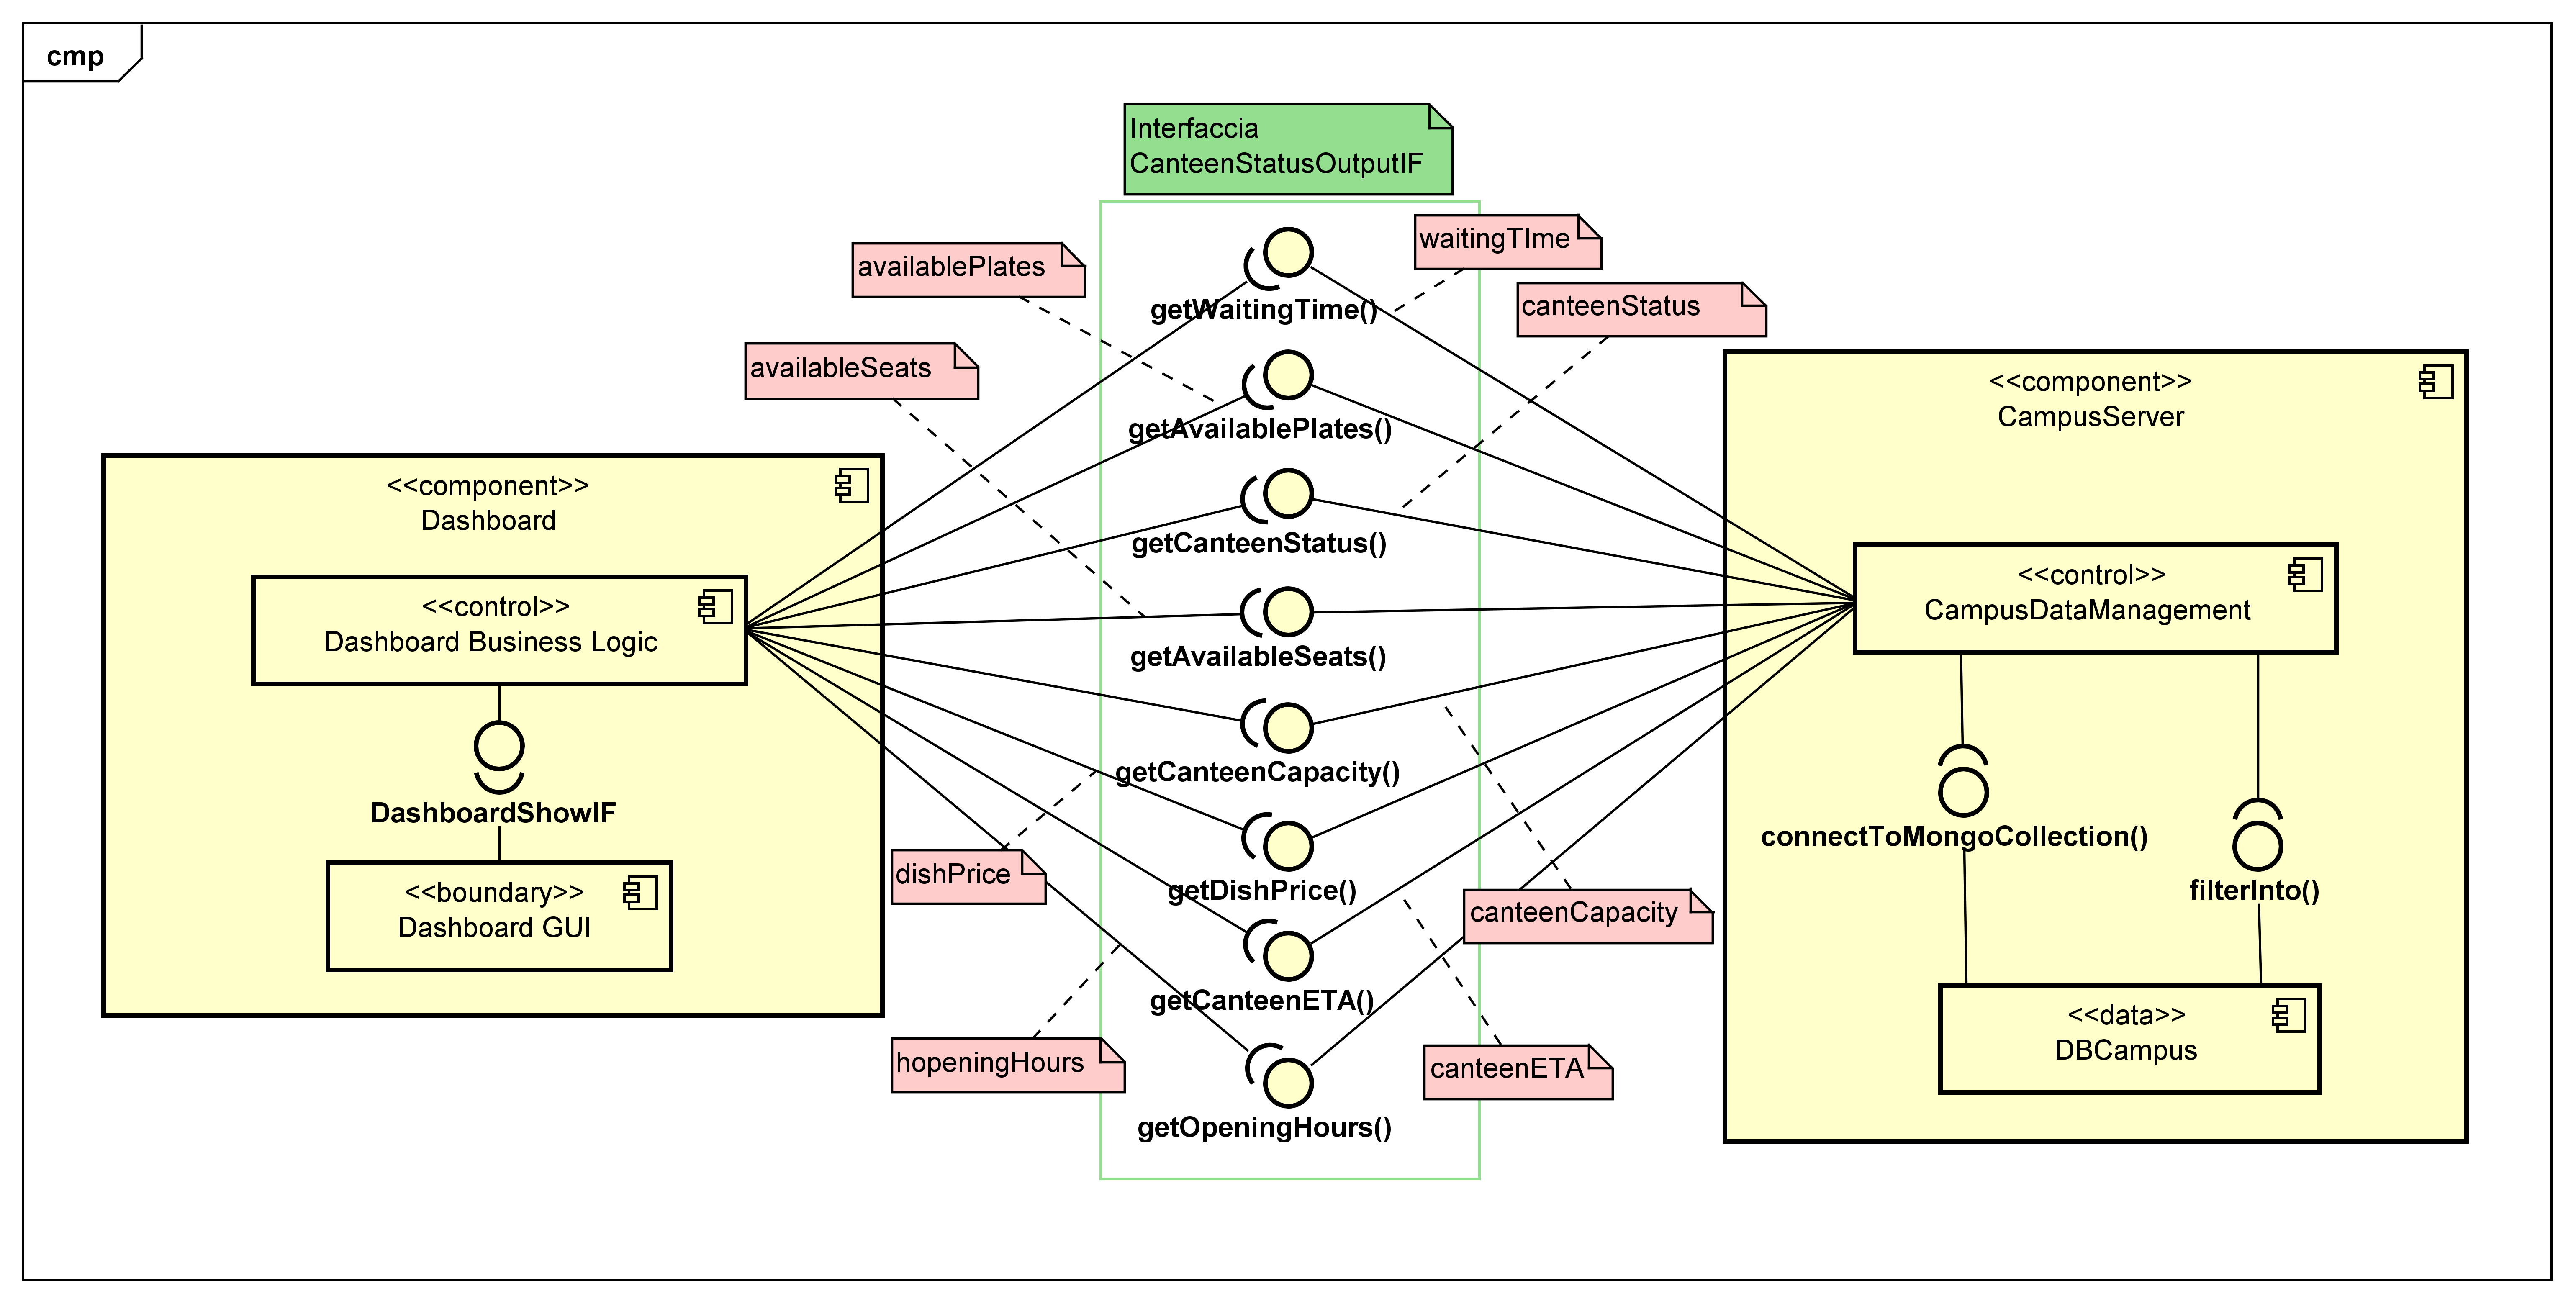 cmp
Interfaccia
CanteenStatusOutputIF
waitingTIme
availablePlates
canteenStatus
getWaitingTime()
availableSeats
getAvailablePlates()
<<component>>
CampusServer
<<component>>
Dashboard
getCanteenStatus()
<<control>>
CampusDataManagement
<<control>>
Dashboard Business Logic
getAvailableSeats()
getCanteenCapacity()
DashboardShowIF
connectToMongoCollection()
dishPrice
getDishPrice()
filterInto()
<<boundary>>
Dashboard GUI
canteenCapacity
getCanteenETA()
<<data>>
DBCampus
hopeningHours
canteenETA
getOpeningHours()